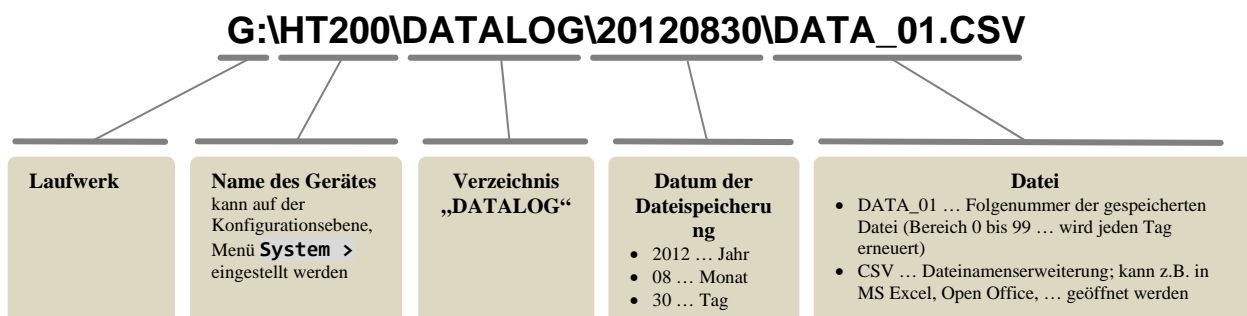 G:\HT200\DATALOG\20120830\DATA_01.CSV
Laufwerk
Name des Gerätes
kann auf der
Konfigurationsebene,
Menü System >
eingestellt werden
Verzeichnis
„DATALOG“
Datum der
Dateispeicheru
ng
• 2012 … Jahr
• 08 … Monat
• 30 … Tag
Datei
• DATA_01 … Folgenummer der gespeicherten
Datei (Bereich 0 bis 99 … wird jeden Tag
erneuert)
• CSV … Dateinamenserweiterung; kann z.B. in
MS Excel, Open Office, … geöffnet werden